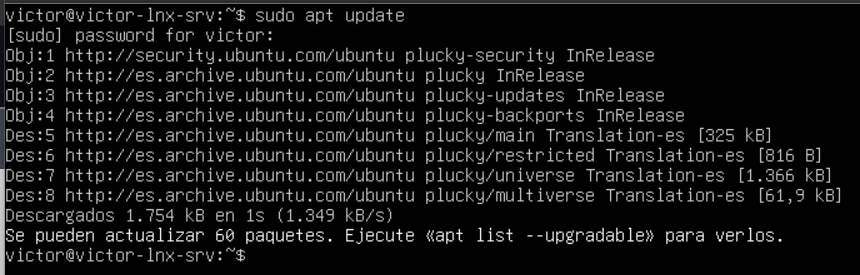 victor@victor-lnx-srv:~$ sudo apt update
[sudo] password for victor:
Obj:1 http://security.ubuntu.com/ubuntu plucky-security InRelease
Obj:2 http://es.archive.ubuntu.com/ubuntu plucky InRelease
Obj:3 http://es.archive.ubuntu.com/ubuntu plucky-updates InRelease
Obj:4 http://es.archive.ubuntu.com/ubuntu plucky-backports InRelease
Des:5 http://es.archive.ubuntu.com/ubuntu plucky/main Translation-es [325 kB]
Des:6 http://es.archive.ubuntu.com/ubuntu plucky/restricted Translation-es [816 B]
Des:7 http://es.archive.ubuntu.com/ubuntu plucky/universe Translation-es [1.366 kB]
Des:8 http://es.archive.ubuntu.com/ubuntu plucky/multiverse Translation-es [61,9 kB]
Descargados 1.754 kB en 1s (1.349 kB/s)
Se pueden actualizar 60 paquetes. Ejecute «apt list --upgradable» para verlos.
victor@victor-lnx-srv:~$